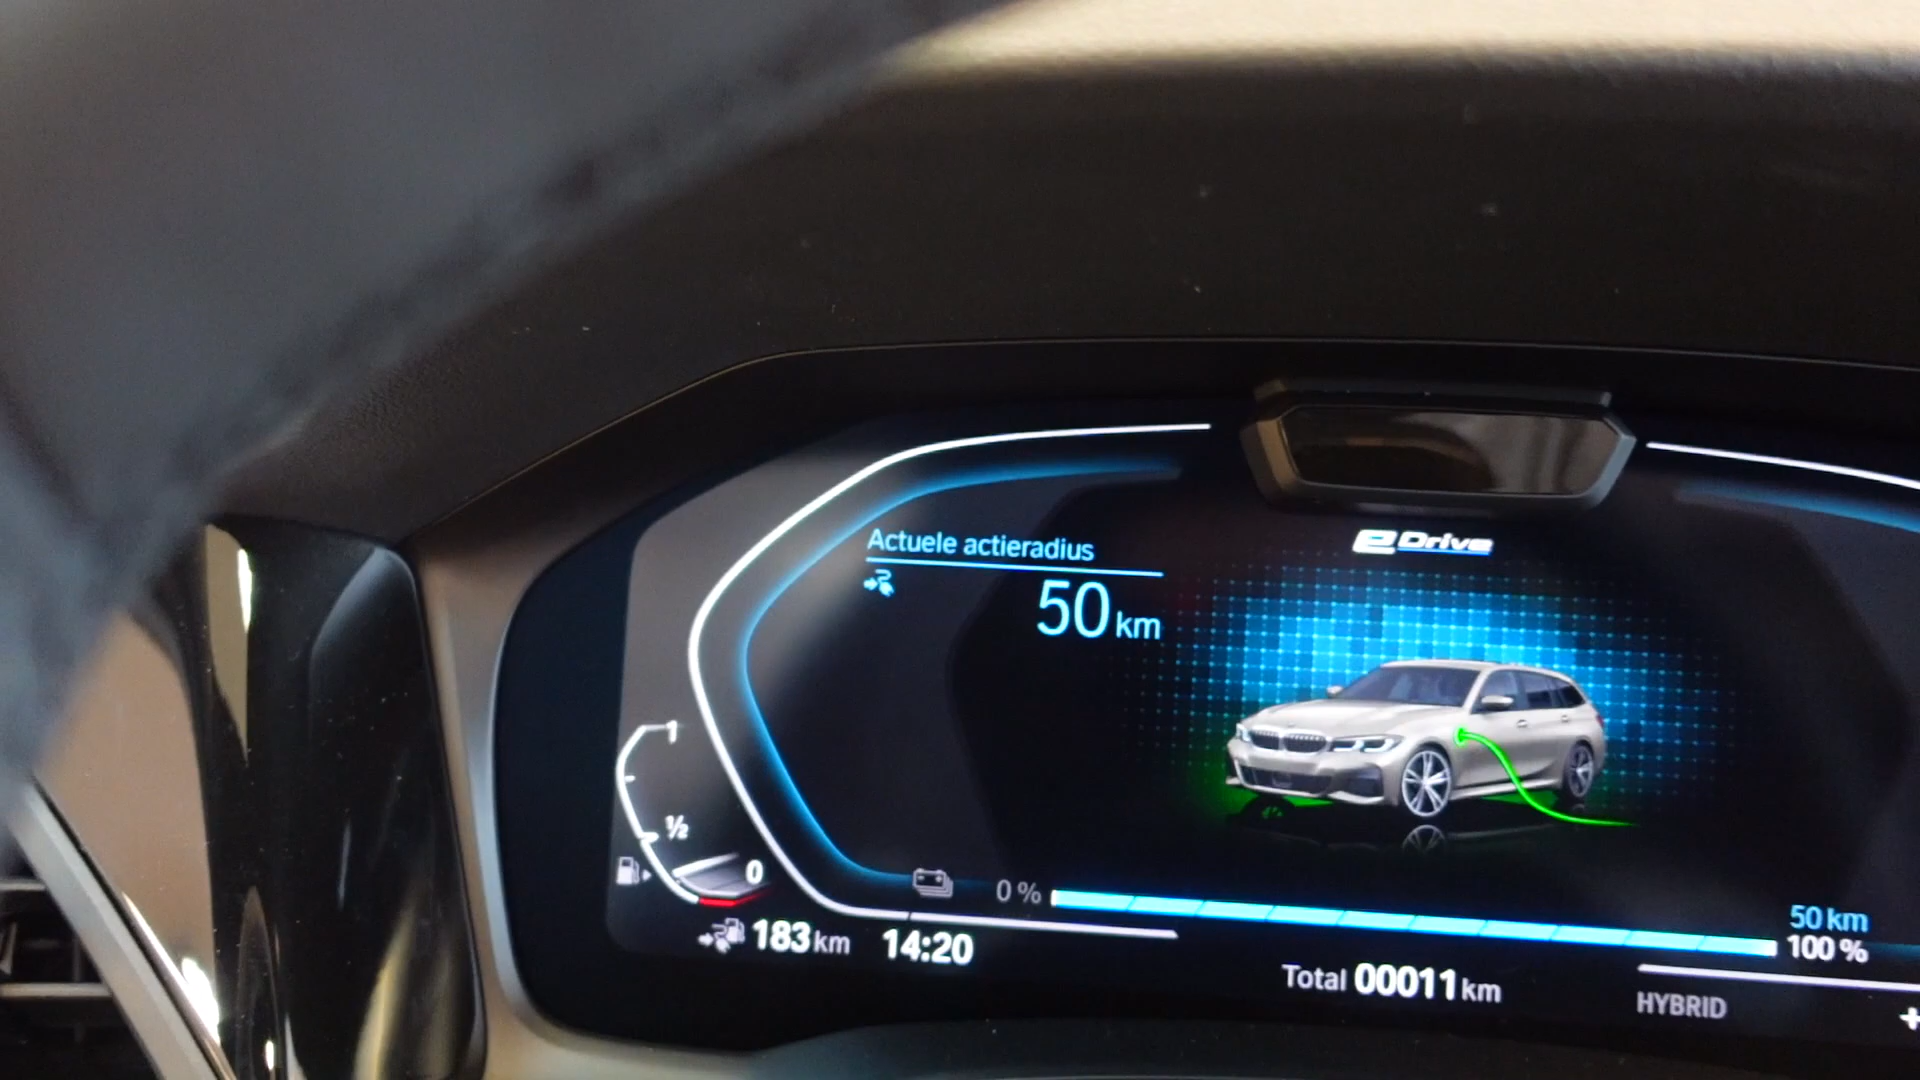 eDrive
Actuele actieradius
50 km
1
1/2
0
0 %
50 km
100 %
183 km
14:20
Total 00011 km
HYBRID
+